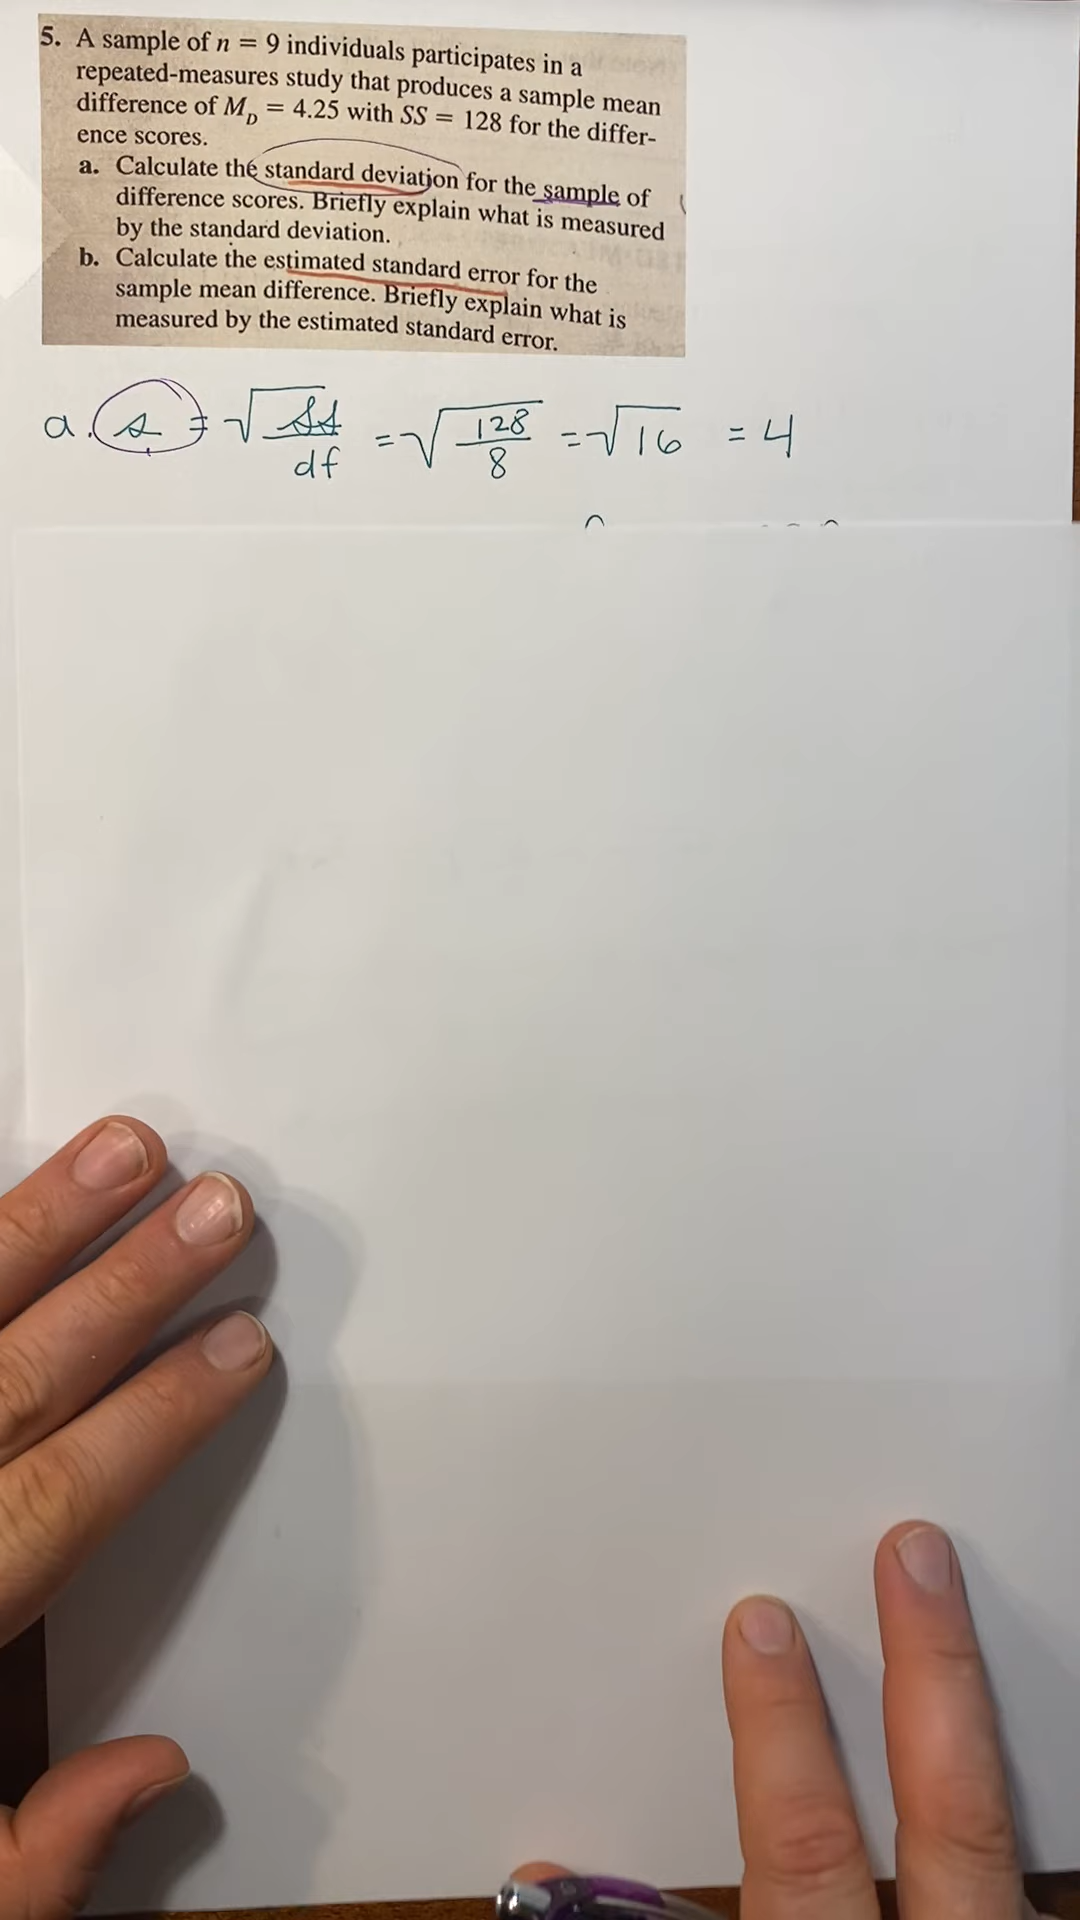 5. A sample of n = 9 individuals participates in a
repeated-measures study that produces a sample mean
difference of M_D = 4.25 with SS = 128 for the differ-
ence scores.
a. Calculate the standard deviation for the sample of
difference scores. Briefly explain what is measured
by the standard deviation.
b. Calculate the estimated standard error for the
sample mean difference. Briefly explain what is
measured by the estimated standard error.
a. s = √SS/df = √128/8 = √16 = 4